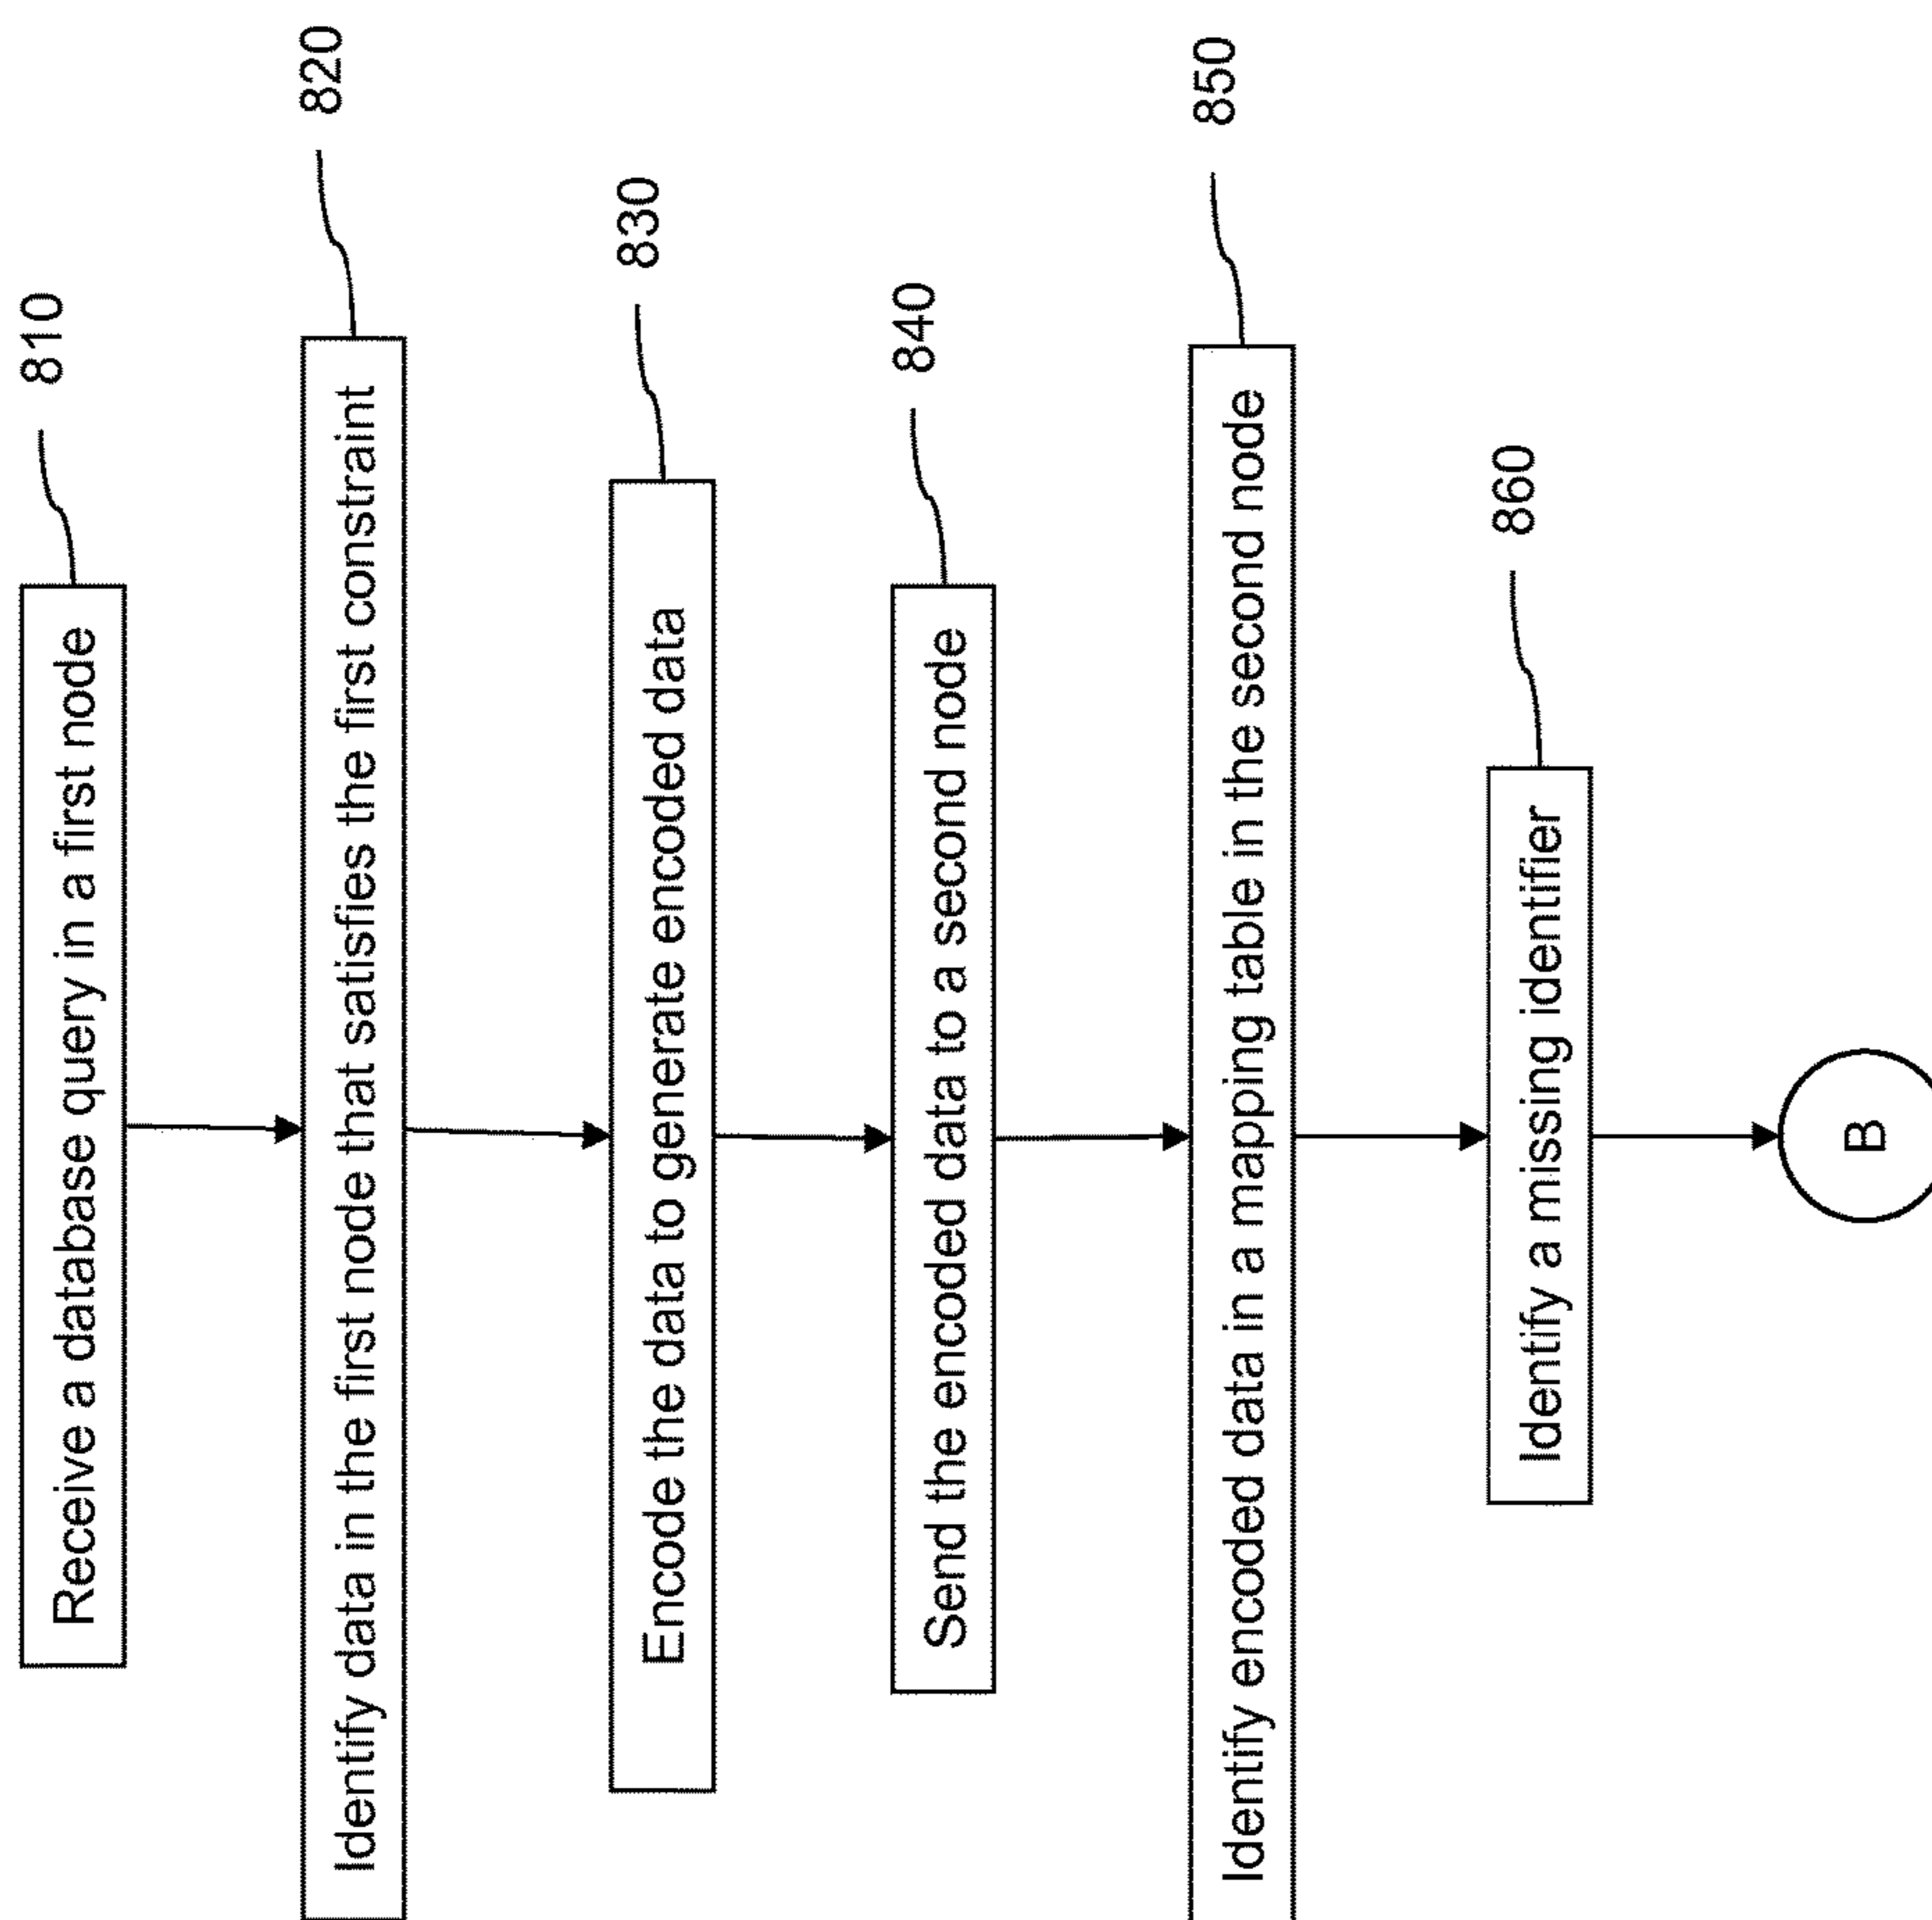 Receive a database query in a first node
810
Identify data in the first node that satisfies the first constraint
820
Encode the data to generate encoded data
830
Send the encoded data to a second node
840
Identify encoded data in a mapping table in the second node
850
Identify a missing identifier
860
B